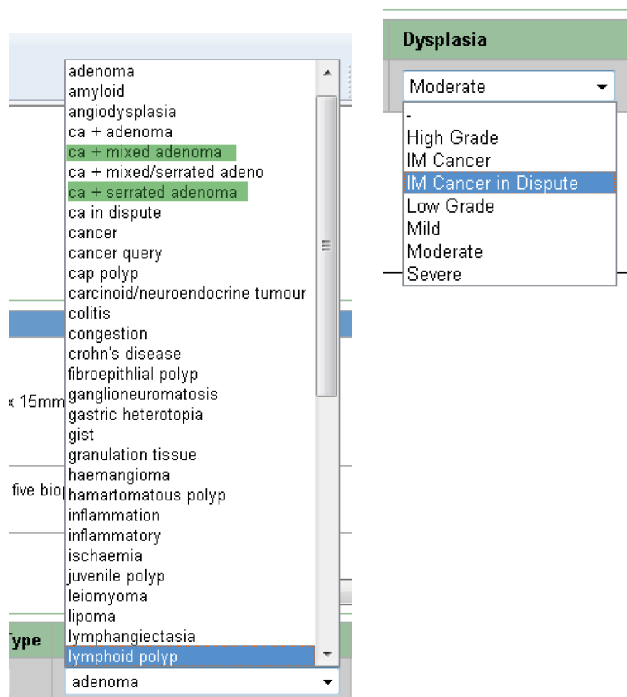 adenoma
amyloid
angiodysplasia
ca + adenoma
ca + mixed adenoma
ca + mixed/serrated adeno
ca + serrated adenoma
ca in dispute
cancer
cancer query
cap polyp
carcinoid/neuroendocrine tumour
colitis
congestion
crohn's disease
fibroepithlial polyp
ganglioneuromatosis
x 15mm
gastric heterotopia
gist
granulation tissue
haemangioma
five biop
hamartomatous polyp
inflammation
inflammatory
ischaemia
juvenile polyp
leiomyoma
lipoma
lymphangiectasia
Type
lymphoid polyp
adenoma
Dysplasia
Moderate
-
High Grade
IM Cancer
IM Cancer in Dispute
Low Grade
Mild
Moderate
Severe